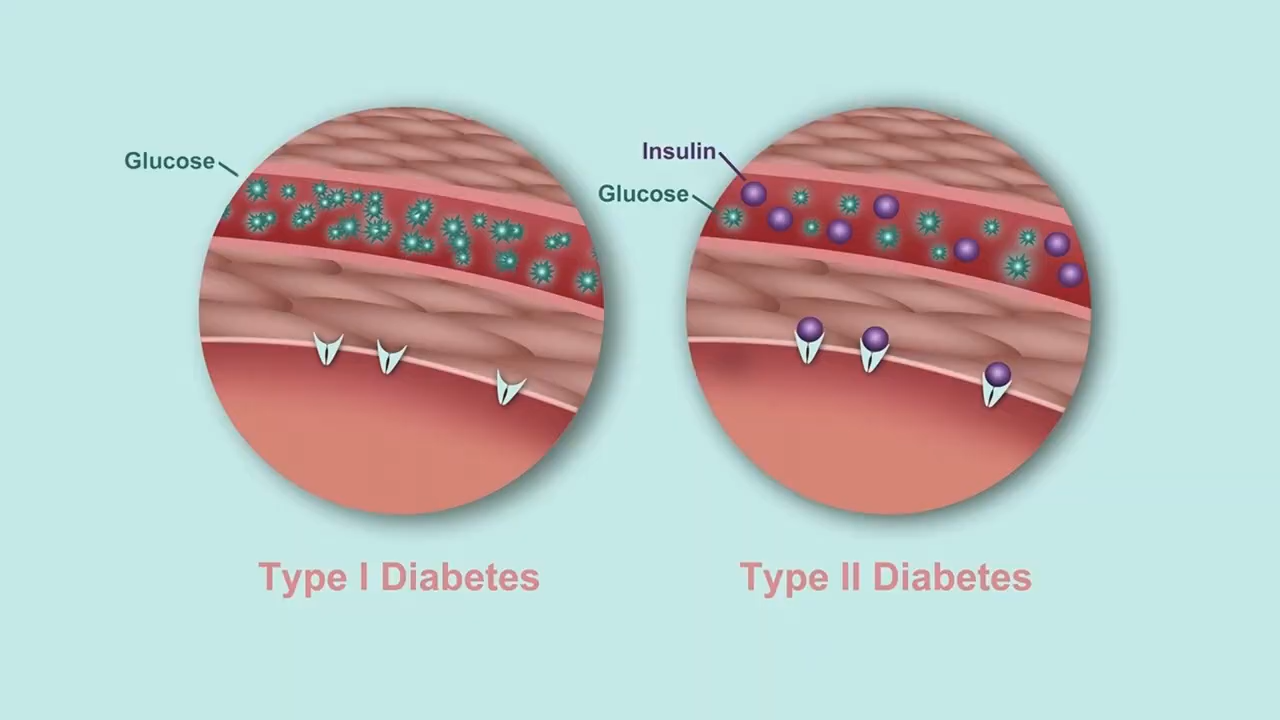 Glucose
Insulin
Glucose
Type I Diabetes
Type II Diabetes